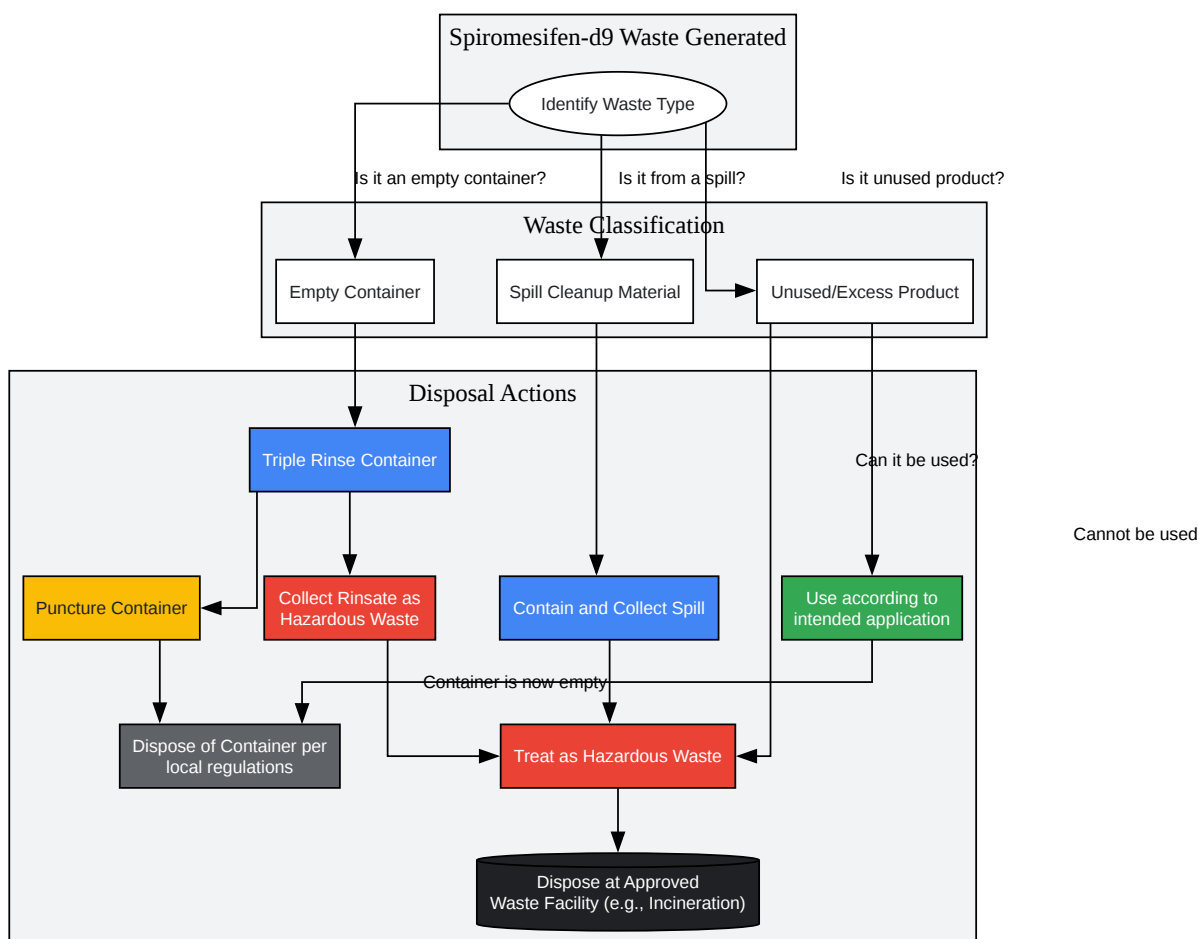 Spiromesifen-d9 Waste Generated
Identify Waste Type
Is it an empty container?
Is it from a spill?
Is it unused product?
Waste Classification
Empty Container
Spill Cleanup Material
Unused/Excess Product
Disposal Actions
Triple Rinse Container
Can it be used?
Cannot be used
Puncture Container
Collect Rinsate as
Hazardous Waste
Contain and Collect Spill
Use according to
intended application
Container is now empty
Dispose of Container per
local regulations
Treat as Hazardous Waste
Dispose at Approved
Waste Facility (e.g., Incineration)